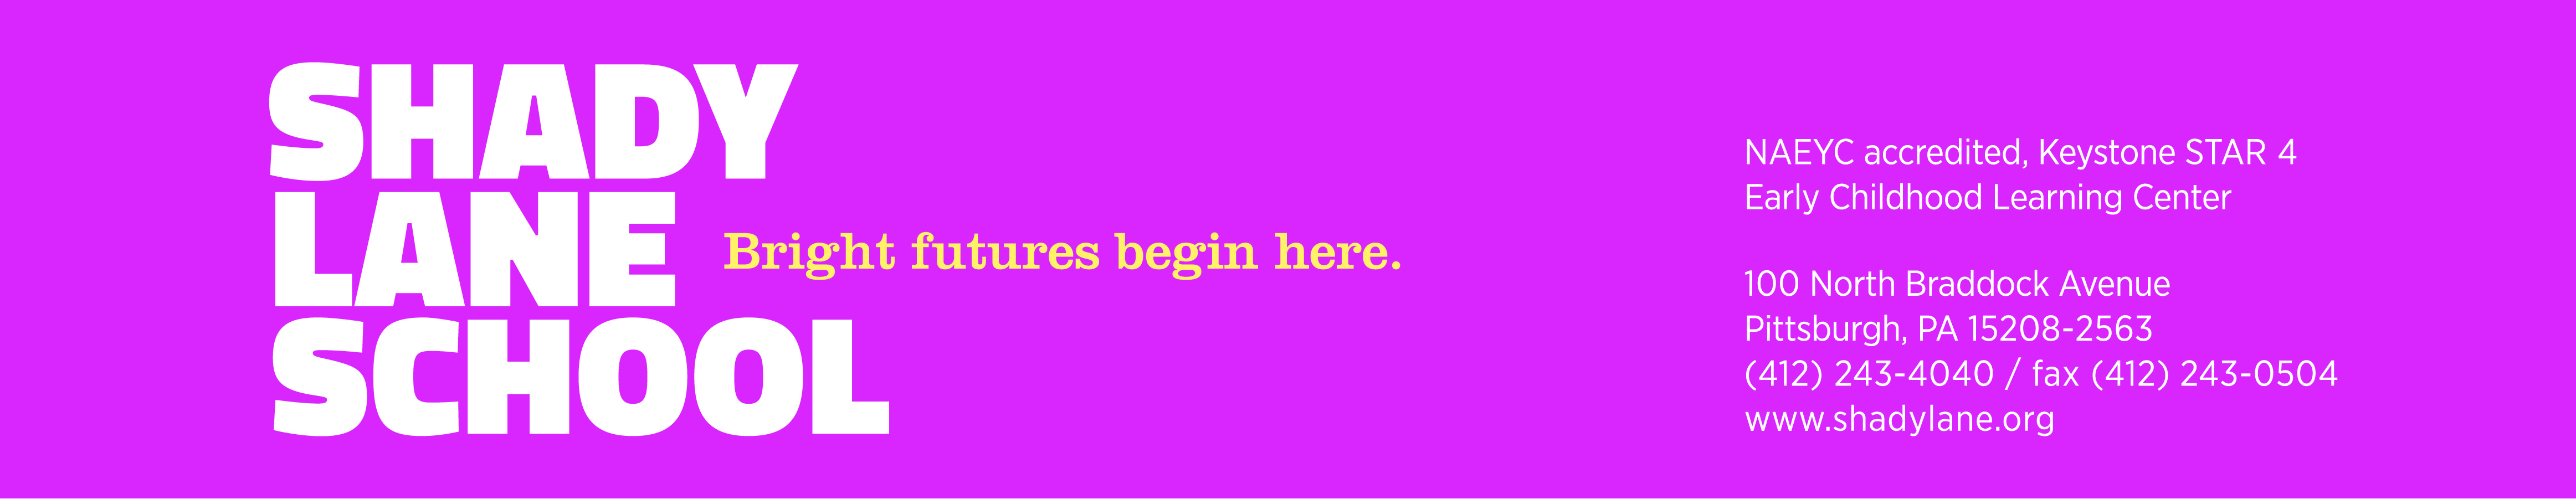 SHADY
LANE
SCHOOL
Bright futures begin here.
NAEYC accredited, Keystone STAR 4
Early Childhood Learning Center
100 North Braddock Avenue
Pittsburgh, PA 15208-2563
(412) 243-4040 / fax (412) 243-0504
www.shadylane.org